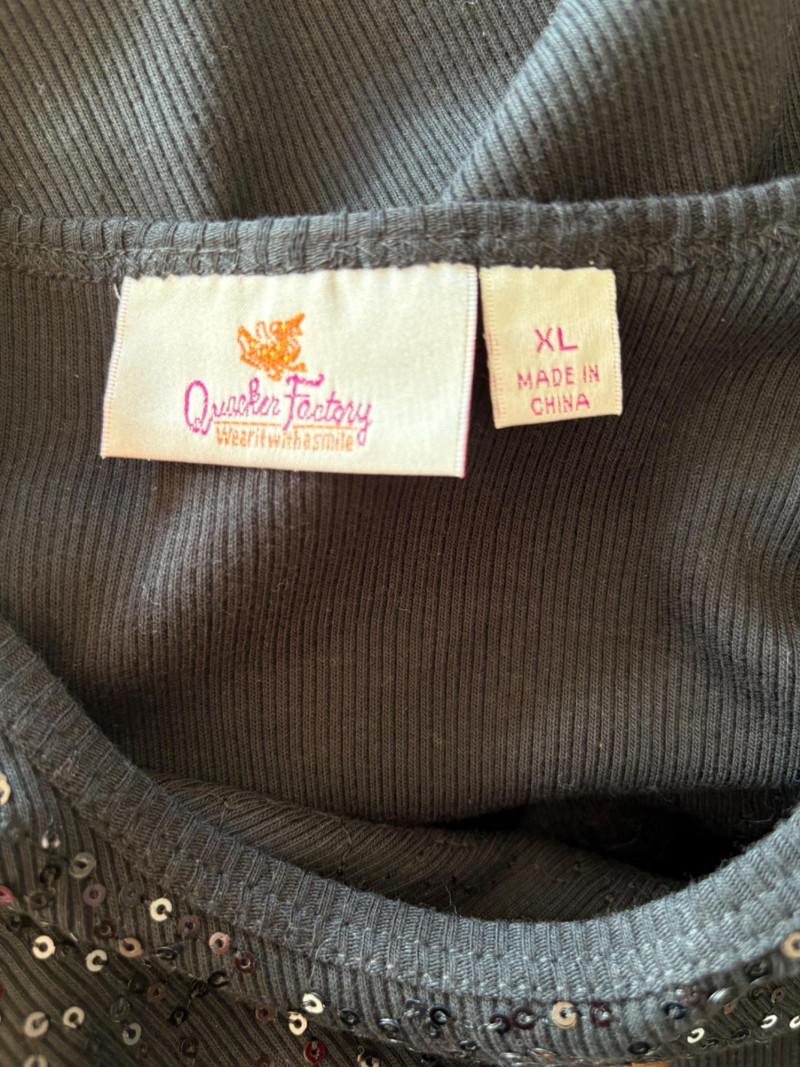 Quacker Factory
Wearitwithasmile
XL
MADE IN
CHINA